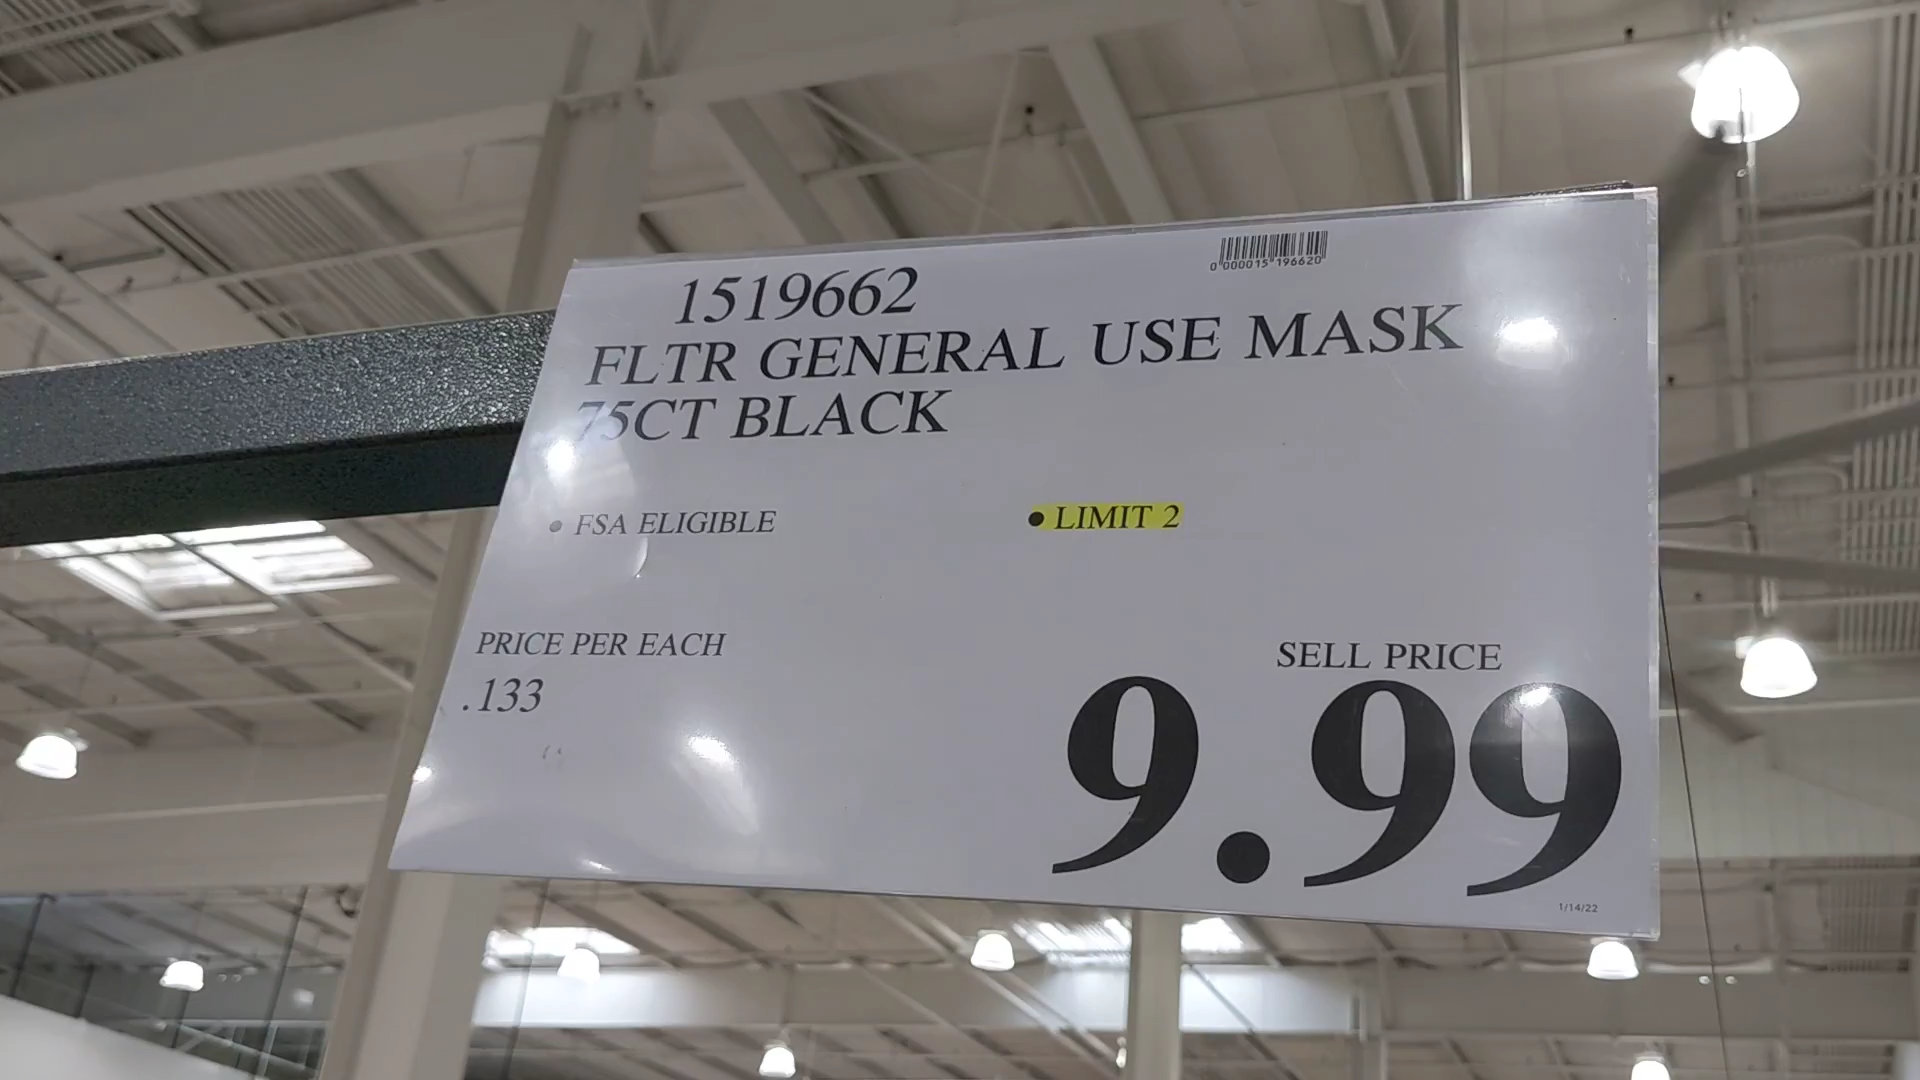 0 000015 196620
1519662
FLTR GENERAL USE MASK
75CT BLACK
• FSA ELIGIBLE
• LIMIT 2
PRICE PER EACH
.133
SELL PRICE
9.99
1/14/22